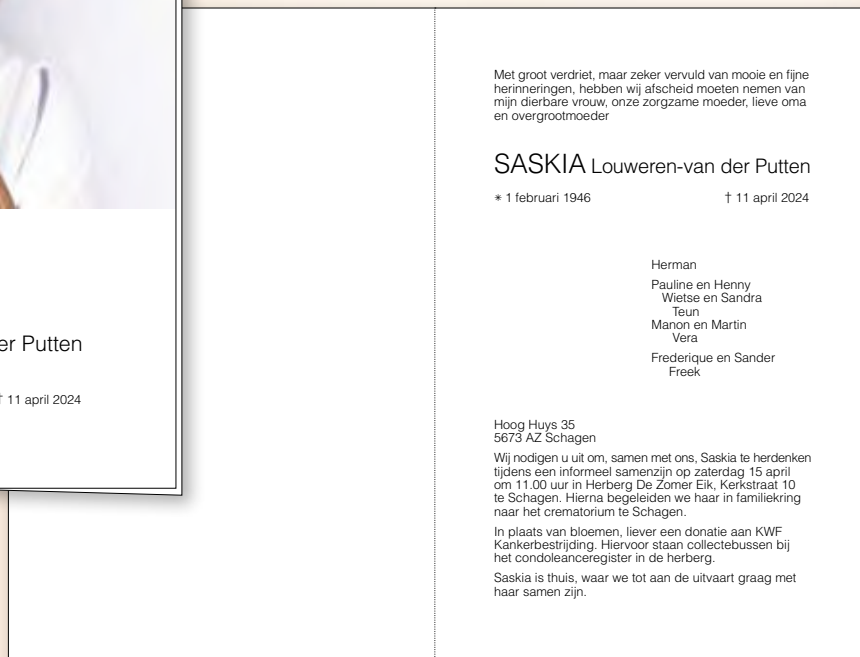 er Putten
† 11 april 2024
Met groot verdriet, maar zeker vervuld van mooie en fijne
herinneringen, hebben wij afscheid moeten nemen van
mijn dierbare vrouw, onze zorgzame moeder, lieve oma
en overgrootmoeder
SASKIA Louweren-van der Putten
* 1 februari 1946 † 11 april 2024
Herman
Pauline en Henny
Wietse en Sandra
Teun
Manon en Martin
Vera
Frederique en Sander
Freek
Hoog Huys 35
5673 AZ Schagen
Wij nodigen u uit om, samen met ons, Saskia te herdenken
tijdens een informeel samenzijn op zaterdag 15 april
om 11.00 uur in Herberg De Zomer Eik, Kerkstraat 10
te Schagen. Hierna begeleiden we haar in familiekring
naar het crematorium te Schagen.
In plaats van bloemen, liever een donatie aan KWF
Kankerbestrijding. Hiervoor staan collectebussen bij
het condoleanceregister in de herberg.
Saskia is thuis, waar we tot aan de uitvaart graag met
haar samen zijn.